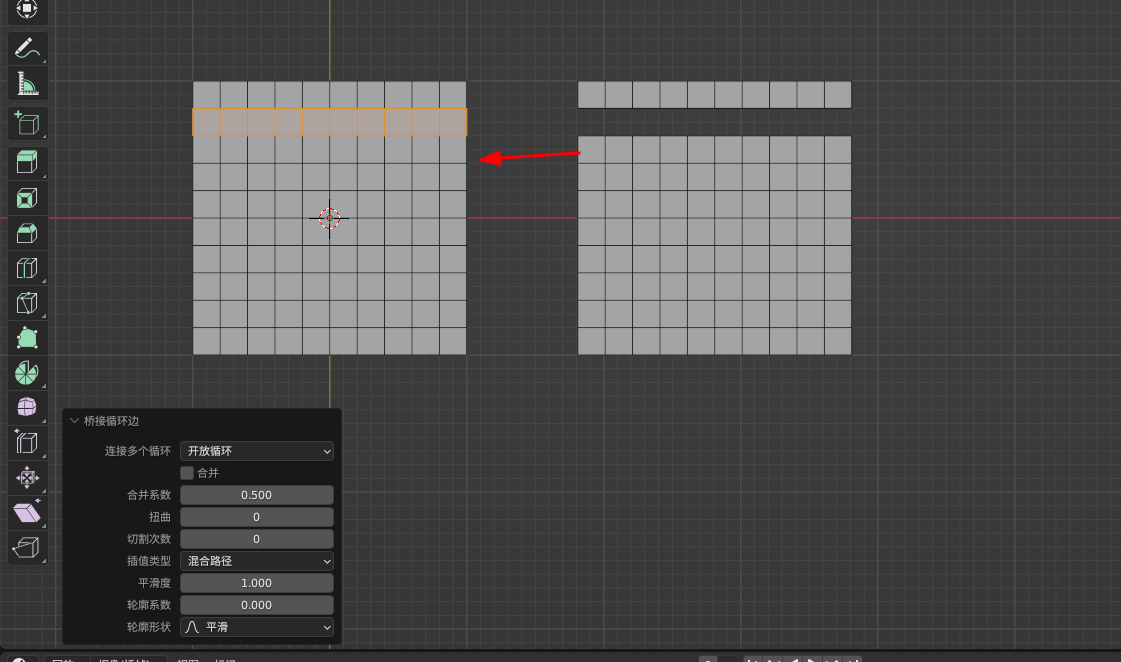 桥接循环边
连接多个循环 开放循环
合并
合并系数 0.500
扭曲 0
切割次数 0
插值类型 混合路径
平滑度 1.000
轮廓系数 0.000
轮廓形状 平滑